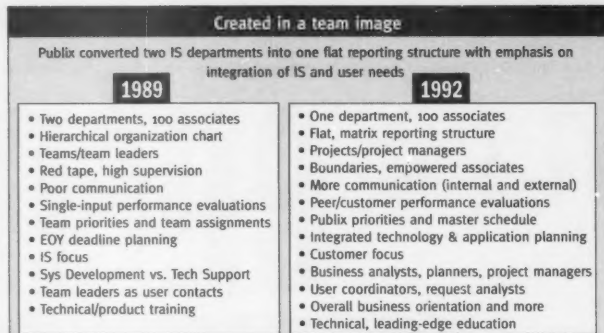 Created in a team image
Publix converted two IS departments into one flat reporting structure with emphasis on
integration of IS and user needs
1989
• Two departments, 100 associates
• Hierarchical organization chart
• Teams/team leaders
• Red tape, high supervision
• Poor communication
• Single-input performance evaluations
• Team priorities and team assignments
• EOY deadline planning
• IS focus
• Sys Development vs. Tech Support
• Team leaders as user contacts
• Technical/product training
1992
• One department, 100 associates
• Flat, matrix reporting structure
• Projects/project managers
• Boundaries, empowered associates
• More communication (internal and external)
• Peer/customer performance evaluations
• Publix priorities and master schedule
• Integrated technology & application planning
• Customer focus
• Business analysts, planners, project managers
• User coordinators, request analysts
• Overall business orientation and more
• Technical, leading-edge education